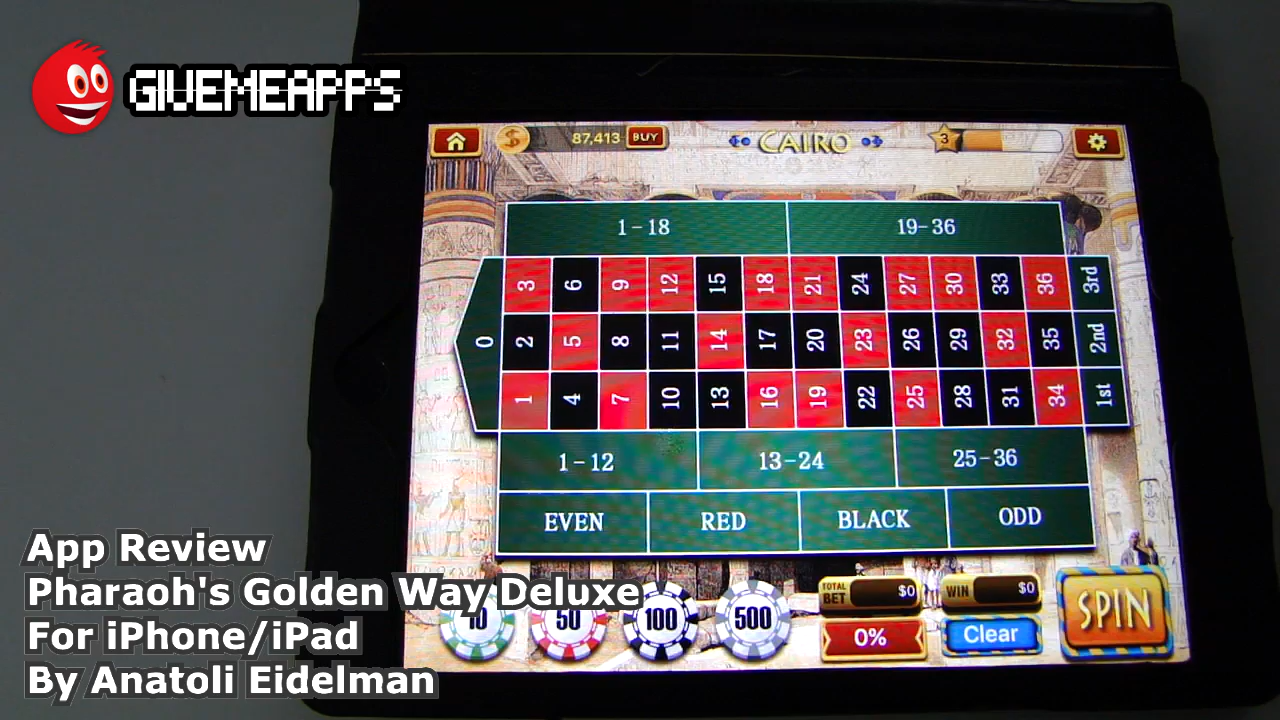 GIVEMEAPPS
87,413 BUY CAIRO 3
1-18 19-36
3 6 9 12 15 18 21 24 27 30 33 36 3rd
0 2 5 8 11 14 17 20 23 26 29 32 35 2nd
1 4 7 10 13 16 19 22 25 28 31 34 1st
1-12 13-24 25-36
EVEN RED BLACK ODD
App Review
Pharaoh's Golden Way Deluxe
For iPhone/iPad
By Anatoli Eidelman
10 50 100 500
TOTAL BET $0 WIN $0
0% Clear SPIN